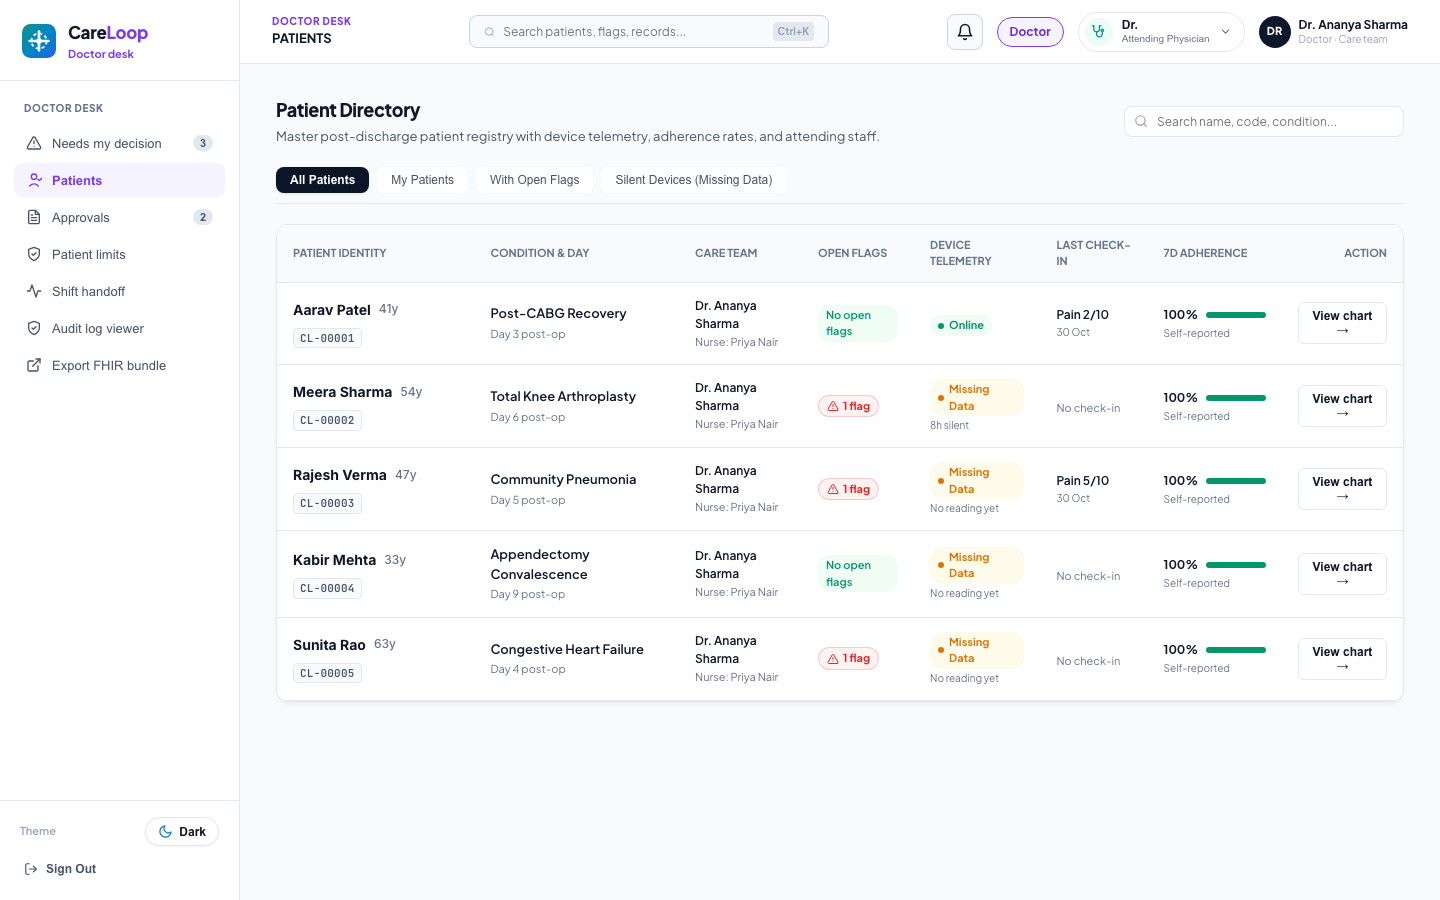 CareLoop
Doctor desk
DOCTOR DESK
Needs my decision 3
Patients
Approvals 2
Patient limits
Shift handoff
Audit log viewer
Export FHIR bundle
Theme Dark
Sign Out
DOCTOR DESK
PATIENTS
Search patients, flags, records... Ctrl+K
Doctor
Dr.
Attending Physician
DR
Dr. Ananya Sharma
Doctor · Care team
Patient Directory
Master post-discharge patient registry with device telemetry, adherence rates, and attending staff.
Search name, code, condition...
All Patients My Patients With Open Flags Silent Devices (Missing Data)
PATIENT IDENTITY CONDITION & DAY CARE TEAM OPEN FLAGS DEVICE TELEMETRY LAST CHECK-IN 7D ADHERENCE ACTION
Aarav Patel 41y
CL-00001
Post-CABG Recovery
Day 3 post-op
Dr. Ananya
Sharma
Nurse: Priya Nair
No open
flags
Online
Pain 2/10
30 Oct
100%
Self-reported
View chart
→
Meera Sharma 54y
CL-00002
Total Knee Arthroplasty
Day 6 post-op
Dr. Ananya
Sharma
Nurse: Priya Nair
1 flag
Missing
Data
8h silent
No check-in
100%
Self-reported
View chart
→
Rajesh Verma 47y
CL-00003
Community Pneumonia
Day 5 post-op
Dr. Ananya
Sharma
Nurse: Priya Nair
1 flag
Missing
Data
No reading yet
Pain 5/10
30 Oct
100%
Self-reported
View chart
→
Kabir Mehta 33y
CL-00004
Appendectomy
Convalescence
Day 9 post-op
Dr. Ananya
Sharma
Nurse: Priya Nair
No open
flags
Missing
Data
No reading yet
No check-in
100%
Self-reported
View chart
→
Sunita Rao 63y
CL-00005
Congestive Heart Failure
Day 4 post-op
Dr. Ananya
Sharma
Nurse: Priya Nair
1 flag
Missing
Data
No reading yet
No check-in
100%
Self-reported
View chart
→